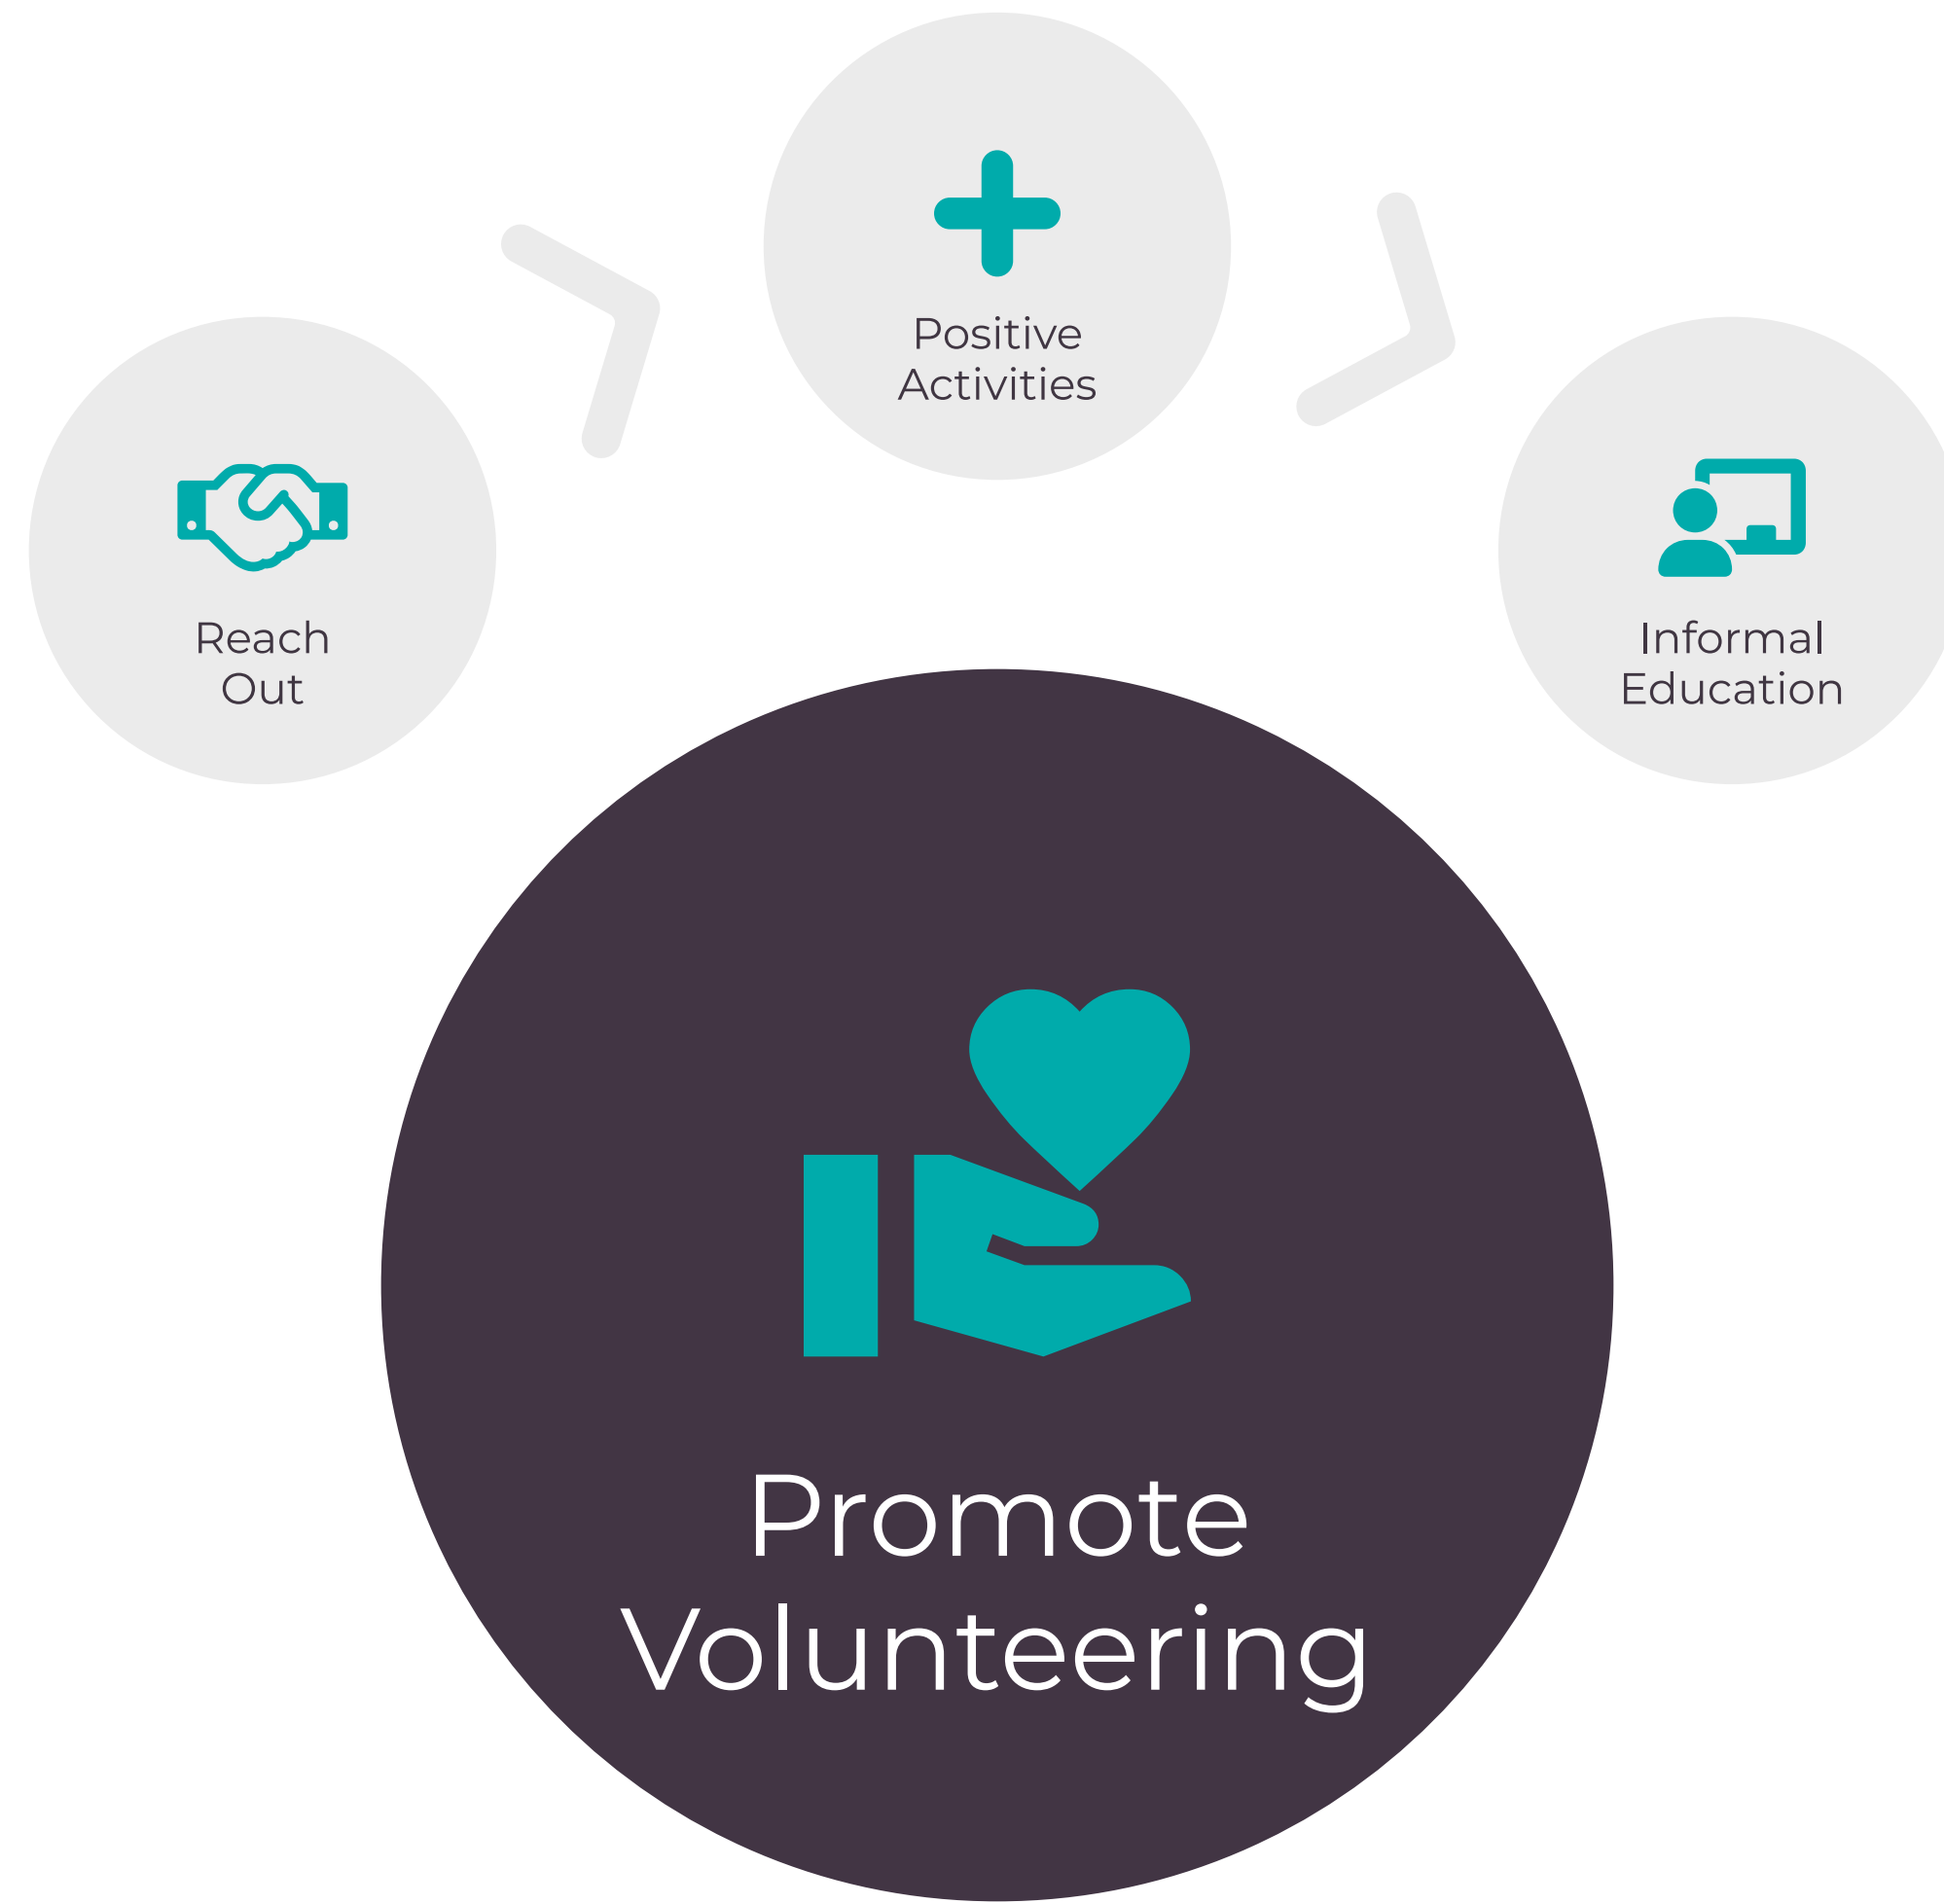 Positive
Activities
Reach
Out
Informal
Education
Promote
Volunteering